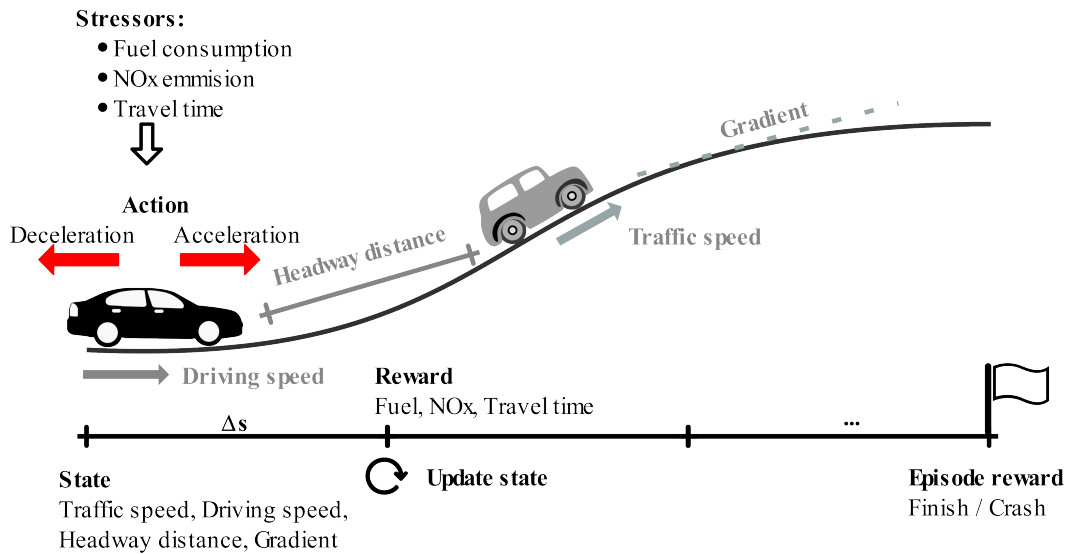 Stressors:
• Fuel consumption
• NOx emmision
• Travel time
Action
Deceleration
Acceleration
Headway distance
Gradient
Traffic speed
Driving speed
Reward
Fuel, NOx, Travel time
Δs
...
State
Traffic speed, Driving speed,
Headway distance, Gradient
Update state
Episode reward
Finish / Crash